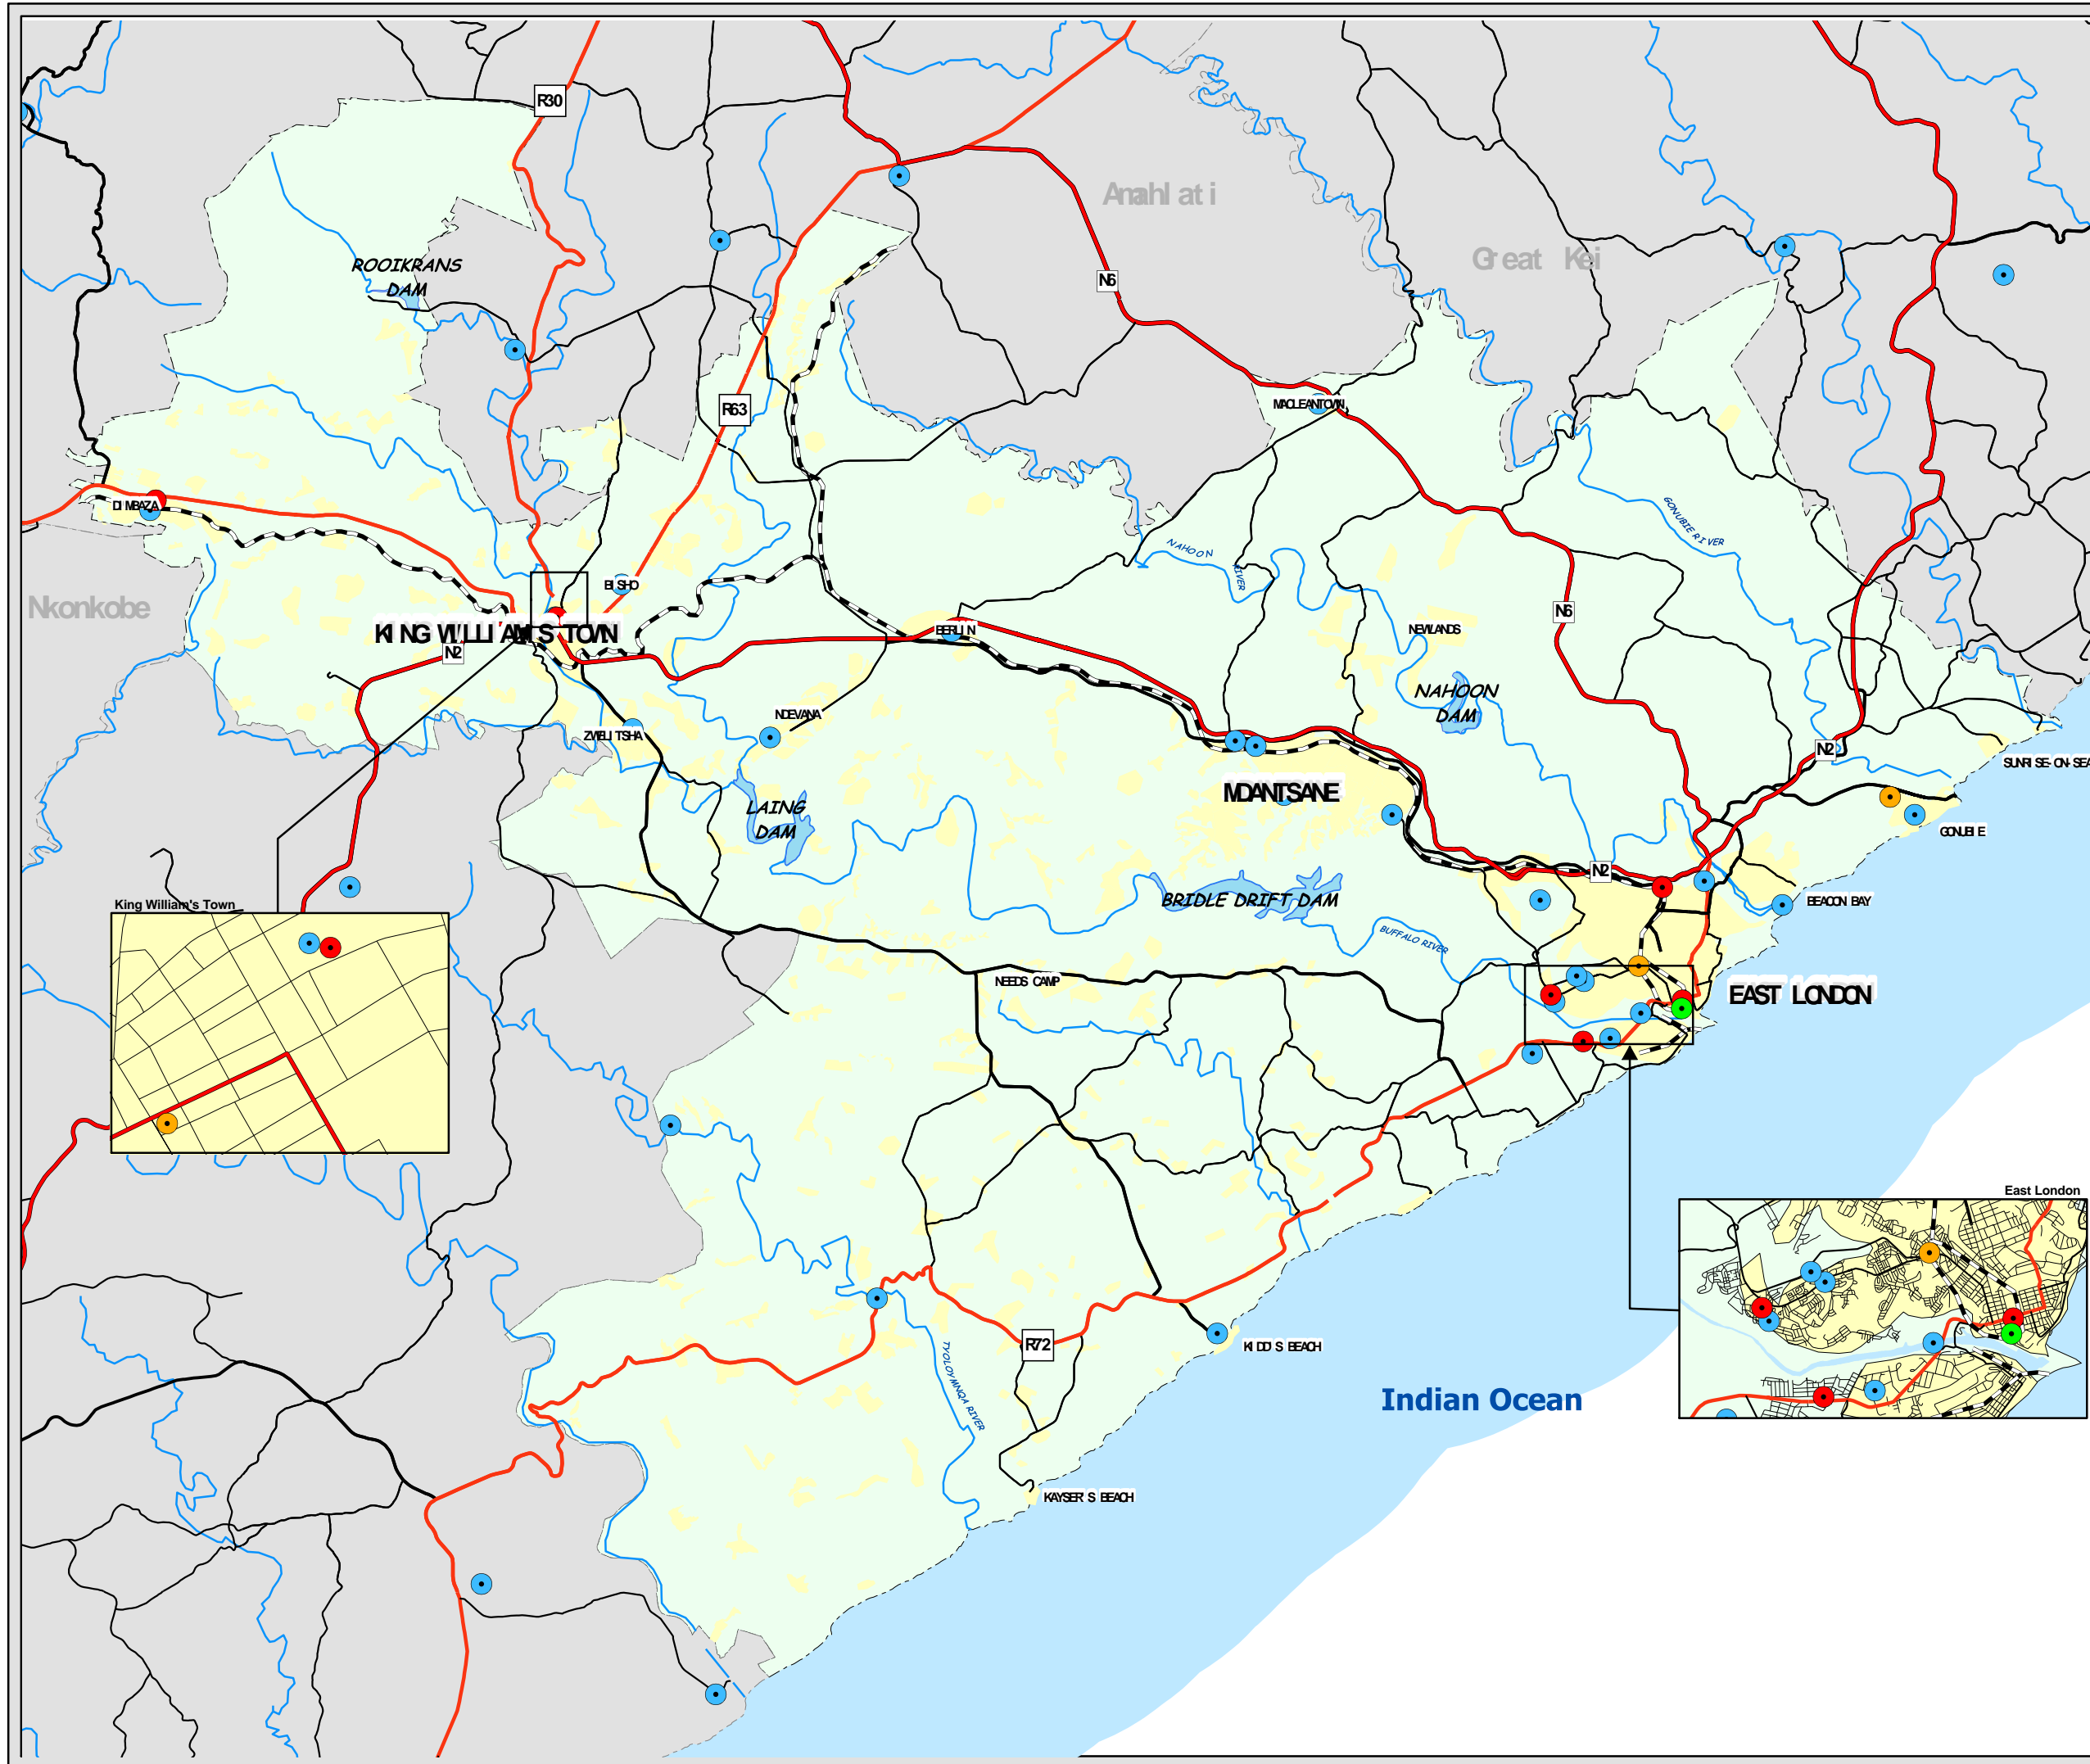 R30
Amahlati
Great Kei
ROOIKRANS
DAM
N6
R63
MACLEANTOWN
DIMBAZA
GONUBIE RIVER
NAHOON
RIVER
BISHO
Nkonkobe
N6
KING WILLIAM'S TOWN
BERLIN
NEWLANDS
N2
NAHOON
DAM
NDEVANA
ZWELITSHA
N2
SUNRISE-ON-SEA
MDANTSANE
LAING
DAM
GONUBIE
N2
BRIDLE DRIFT DAM
BEACON BAY
King William's Town
BUFFALO RIVER
NEEDS CAMP
EAST LONDON
East London
R72
KIDD'S BEACH
TYOLOYMNQA RIVER
Indian Ocean
KAYSER'S BEACH